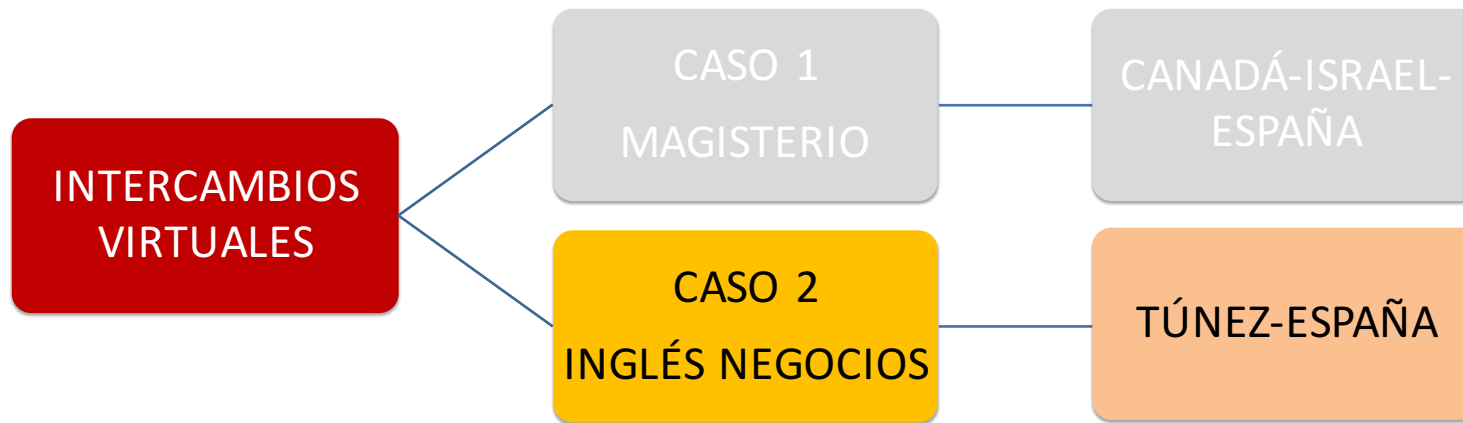 INTERCAMBIOS
VIRTUALES
CASO 1
MAGISTERIO
CANADÁ-ISRAEL-
ESPAÑA
CASO 2
INGLÉS NEGOCIOS
TÚNEZ-ESPAÑA